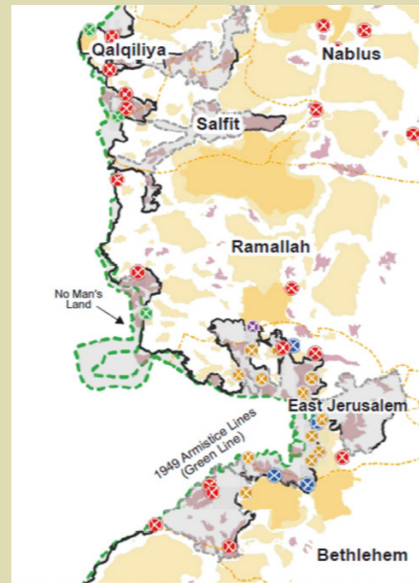 Qalqiliya
Nablus
Salfit
Ramallah
No Man's
Land
East Jerusalem
1949 Armistice Lines
(Green Line)
Bethlehem